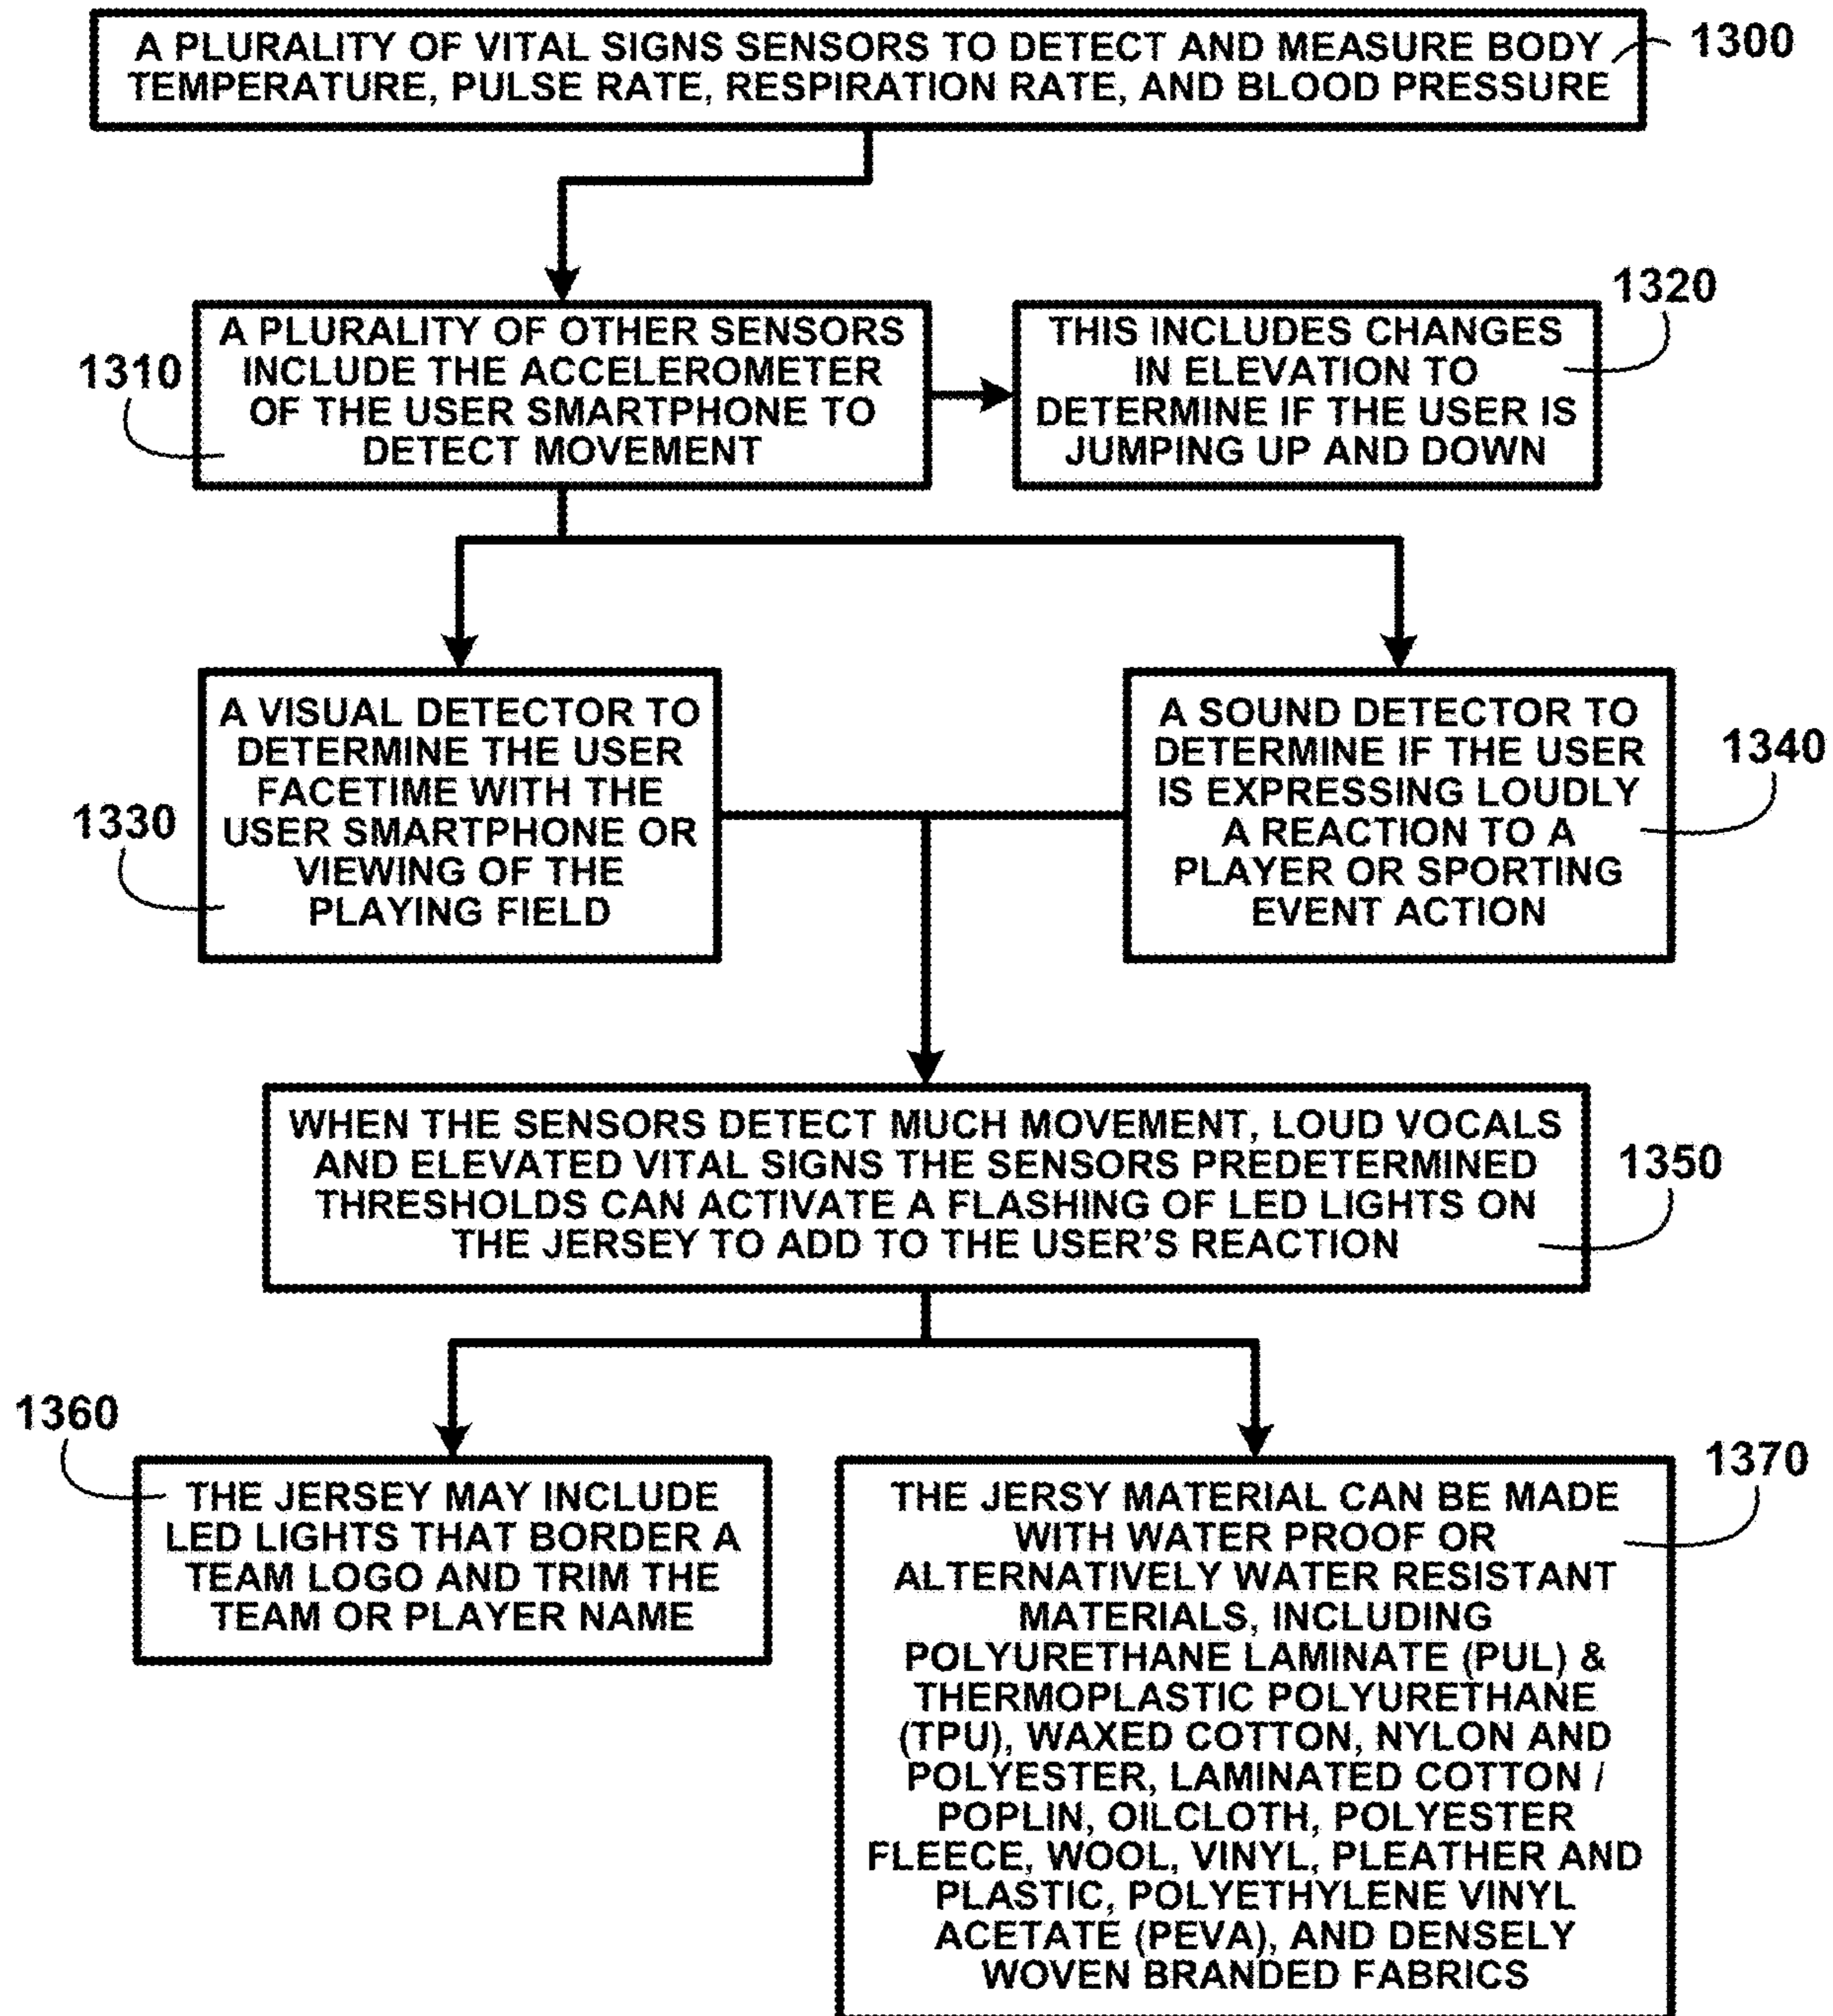 A PLURALITY OF VITAL SIGNS SENSORS TO DETECT AND MEASURE BODY
TEMPERATURE, PULSE RATE, RESPIRATION RATE, AND BLOOD PRESSURE
1300
1310
A PLURALITY OF OTHER SENSORS
INCLUDE THE ACCELEROMETER
OF THE USER SMARTPHONE TO
DETECT MOVEMENT
1320
THIS INCLUDES CHANGES
IN ELEVATION TO
DETERMINE IF THE USER IS
JUMPING UP AND DOWN
1330
A VISUAL DETECTOR TO
DETERMINE THE USER
FACETIME WITH THE
USER SMARTPHONE OR
VIEWING OF THE
PLAYING FIELD
1340
A SOUND DETECTOR TO
DETERMINE IF THE USER
IS EXPRESSING LOUDLY
A REACTION TO A
PLAYER OR SPORTING
EVENT ACTION
WHEN THE SENSORS DETECT MUCH MOVEMENT, LOUD VOCALS
AND ELEVATED VITAL SIGNS THE SENSORS PREDETERMINED
THRESHOLDS CAN ACTIVATE A FLASHING OF LED LIGHTS ON
THE JERSEY TO ADD TO THE USER'S REACTION
1350
1360
THE JERSEY MAY INCLUDE
LED LIGHTS THAT BORDER A
TEAM LOGO AND TRIM THE
TEAM OR PLAYER NAME
1370
THE JERSY MATERIAL CAN BE MADE
WITH WATER PROOF OR
ALTERNATIVELY WATER RESISTANT
MATERIALS, INCLUDING
POLYURETHANE LAMINATE (PUL) &
THERMOPLASTIC POLYURETHANE
(TPU), WAXED COTTON, NYLON AND
POLYESTER, LAMINATED COTTON /
POPLIN, OILCLOTH, POLYESTER
FLEECE, WOOL, VINYL, PLEATHER AND
PLASTIC, POLYETHYLENE VINYL
ACETATE (PEVA), AND DENSELY
WOVEN BRANDED FABRICS